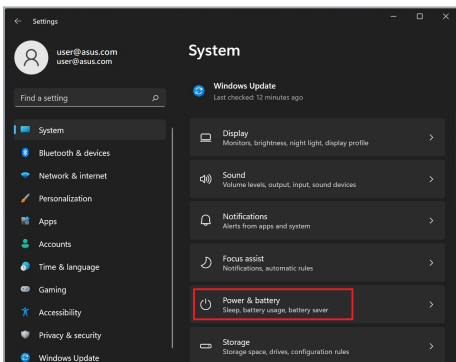 Settings
user@asus.com
user@asus.com
Find a setting
System
Bluetooth & devices
Network & internet
Personalization
Apps
Accounts
Time & language
Gaming
Accessibility
Privacy & security
Windows Update
System
Windows Update
Last checked: 12 minutes ago
Display
Monitors, brightness, night light, display profile
Sound
Volume levels, output, input, sound devices
Notifications
Alerts from apps and system
Focus assist
Notifications, automatic rules
Power & battery
Sleep, battery usage, battery saver
Storage
Storage space, drives, configuration rules